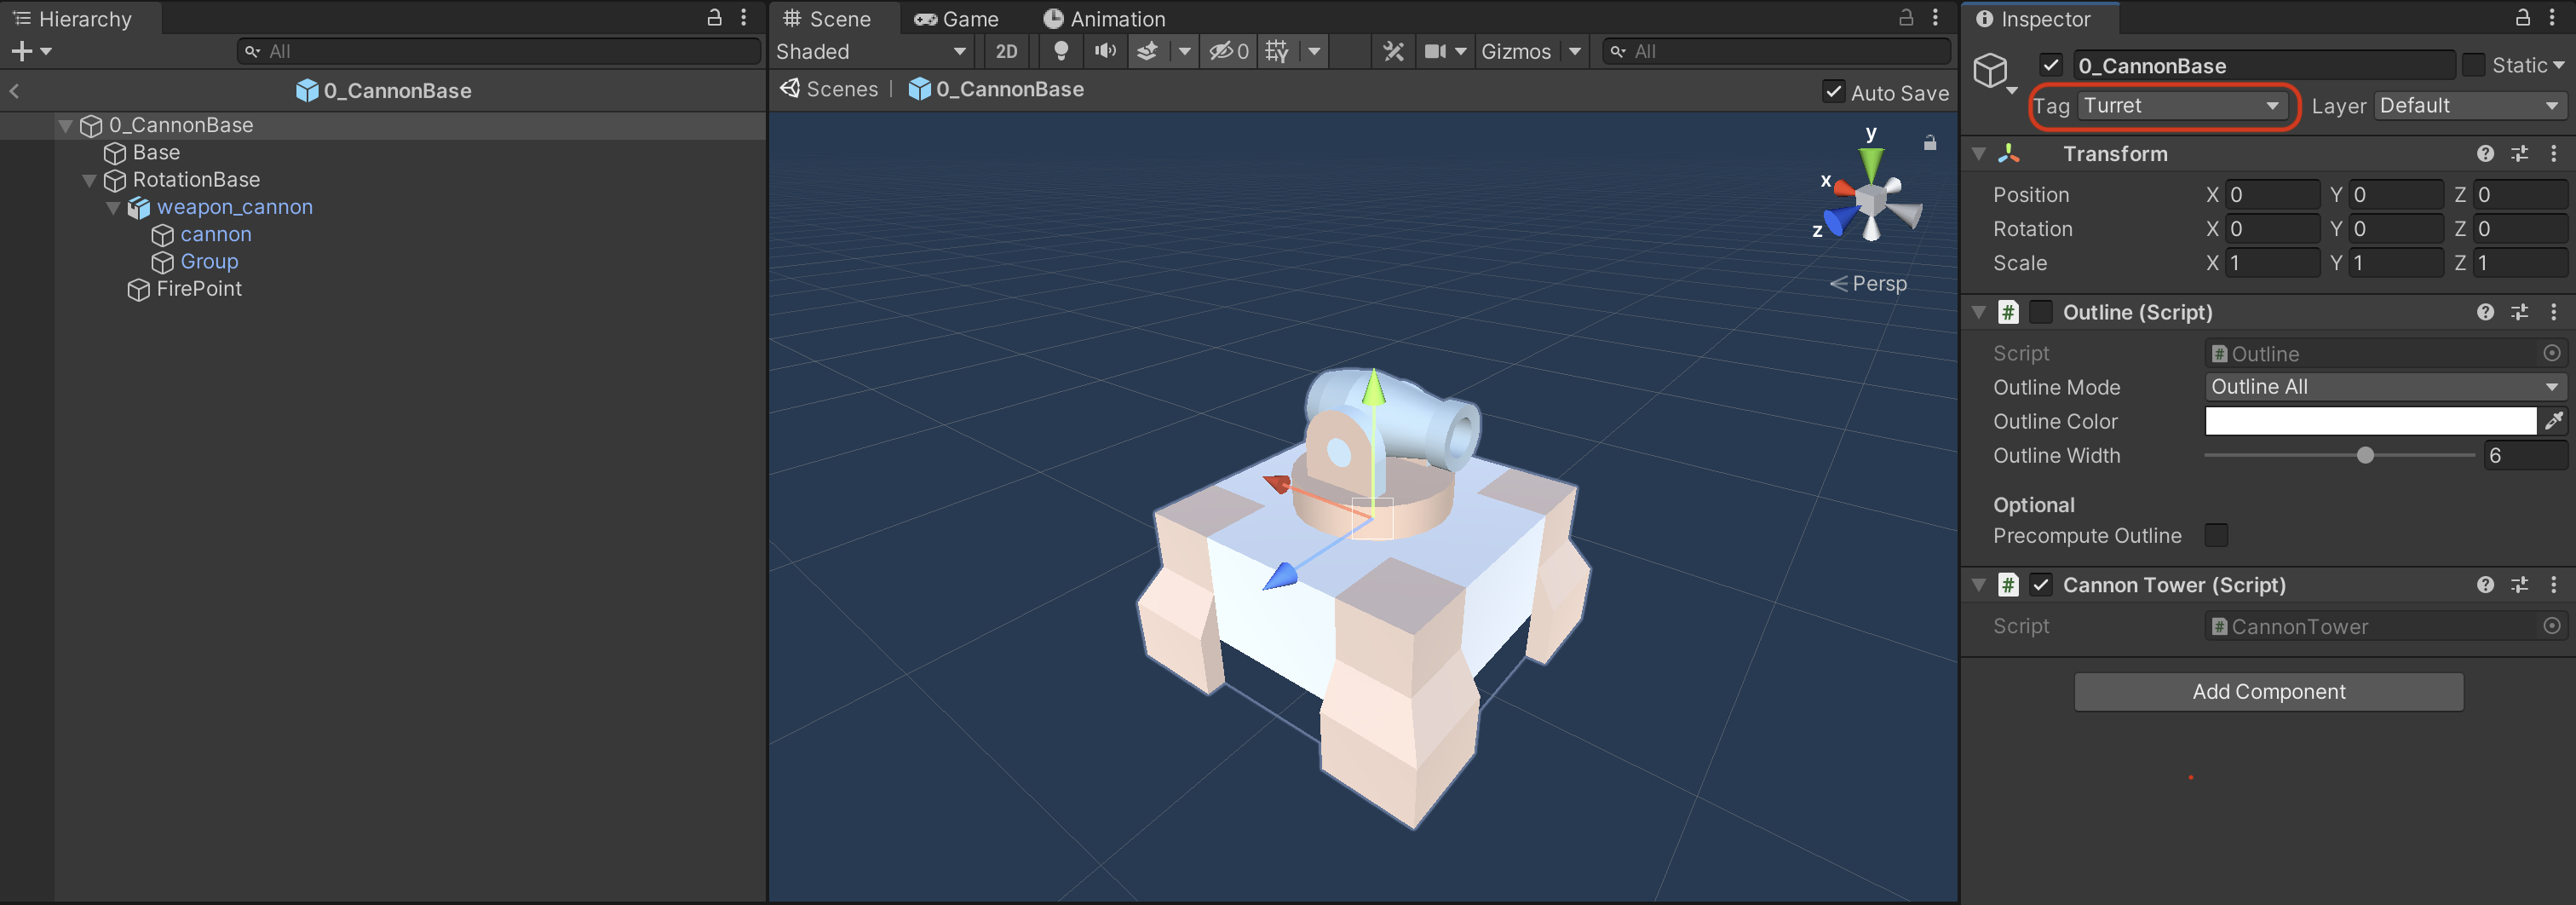 Hierarchy
All
0_CannonBase
0_CannonBase
Base
RotationBase
weapon_cannon
cannon
Group
FirePoint
Scene Game Animation
Shaded 2D 0 Gizmos All
Scenes | 0_CannonBase Auto Save
y
x
z
Persp
Inspector
0_CannonBase Static
Tag Turret Layer Default
Transform
Position X 0 Y 0 Z 0
Rotation X 0 Y 0 Z 0
Scale X 1 Y 1 Z 1
# Outline (Script)
Script # Outline
Outline Mode Outline All
Outline Color
Outline Width 6
Optional
Precompute Outline
# Cannon Tower (Script)
Script # CannonTower
Add Component